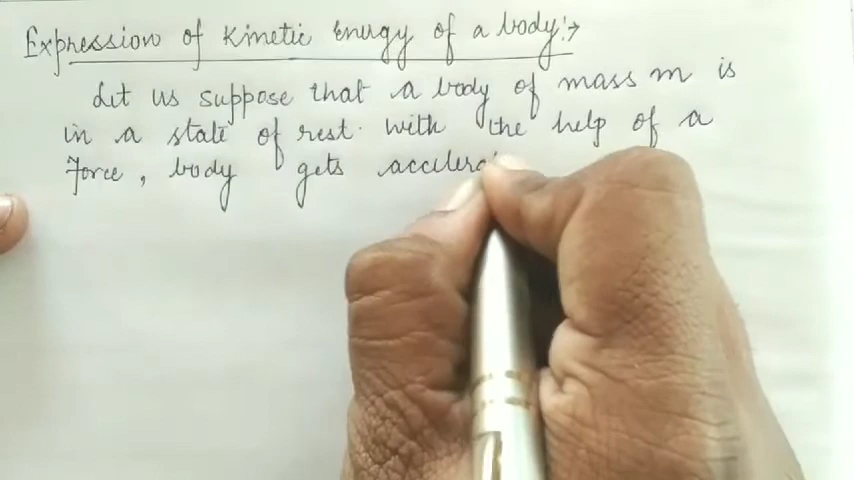 Expression of kinetic energy of a body:→
Let us suppose that a body of mass m is
in a state of rest. with the help of a
Force, body gets accelera